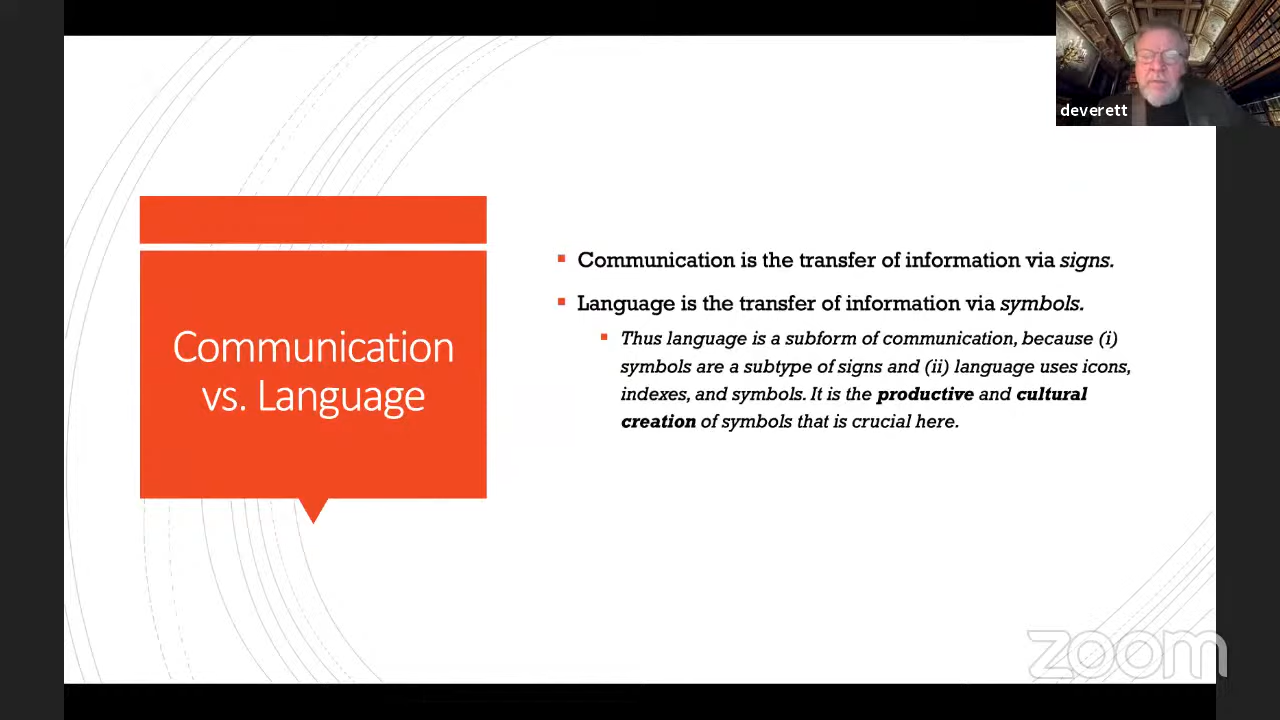 deverett
Communication
vs. Language
Communication is the transfer of information via signs.
Language is the transfer of information via symbols.
Thus language is a subform of communication, because (i)
symbols are a subtype of signs and (ii) language uses icons,
indexes, and symbols. It is the productive and cultural
creation of symbols that is crucial here.
zoom